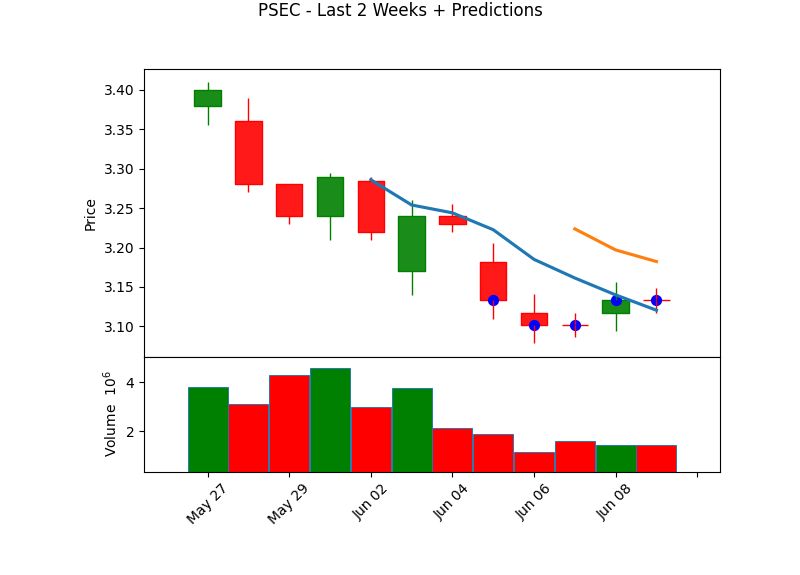 PSEC - Last 2 Weeks + Predictions
Price
3.40
3.35
3.30
3.25
3.20
3.15
3.10
Volume 10^6
4
2
May 27
May 29
Jun 02
Jun 04
Jun 06
Jun 08